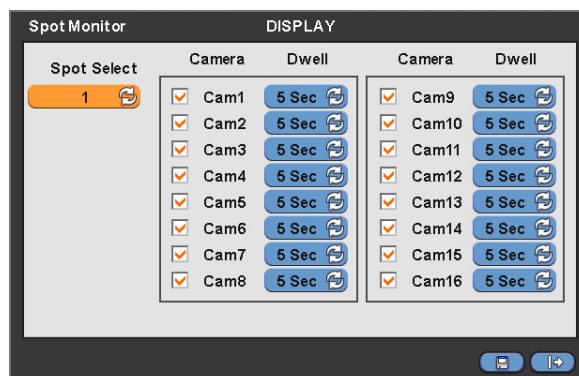 Spot Monitor DISPLAY
Spot Select
1
Camera Dwell Camera Dwell
Cam1 5 Sec Cam9 5 Sec
Cam2 5 Sec Cam10 5 Sec
Cam3 5 Sec Cam11 5 Sec
Cam4 5 Sec Cam12 5 Sec
Cam5 5 Sec Cam13 5 Sec
Cam6 5 Sec Cam14 5 Sec
Cam7 5 Sec Cam15 5 Sec
Cam8 5 Sec Cam16 5 Sec